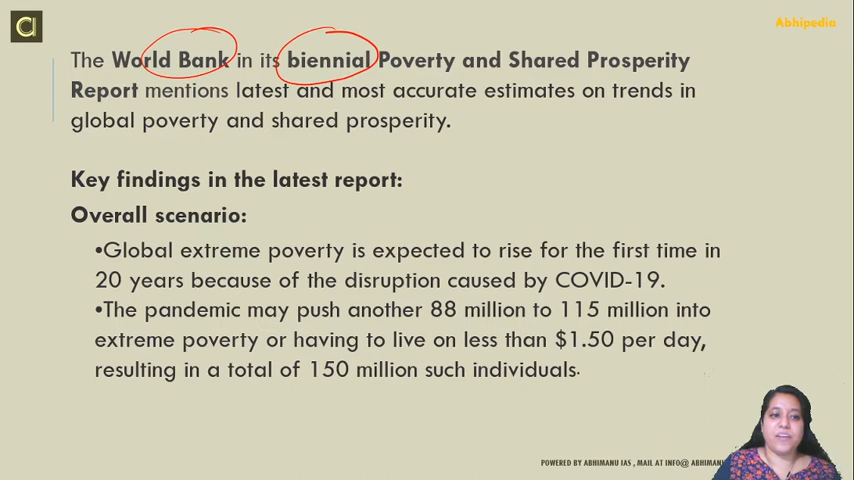 Abhipedia
The World Bank in its biennial Poverty and Shared Prosperity
Report mentions latest and most accurate estimates on trends in
global poverty and shared prosperity.
Key findings in the latest report:
Overall scenario:
•Global extreme poverty is expected to rise for the first time in
20 years because of the disruption caused by COVID-19.
•The pandemic may push another 88 million to 115 million into
extreme poverty or having to live on less than $1.50 per day,
resulting in a total of 150 million such individuals.
POWERED BY ABHIMANU IAS , MAIL AT INFO@ ABHIMANU